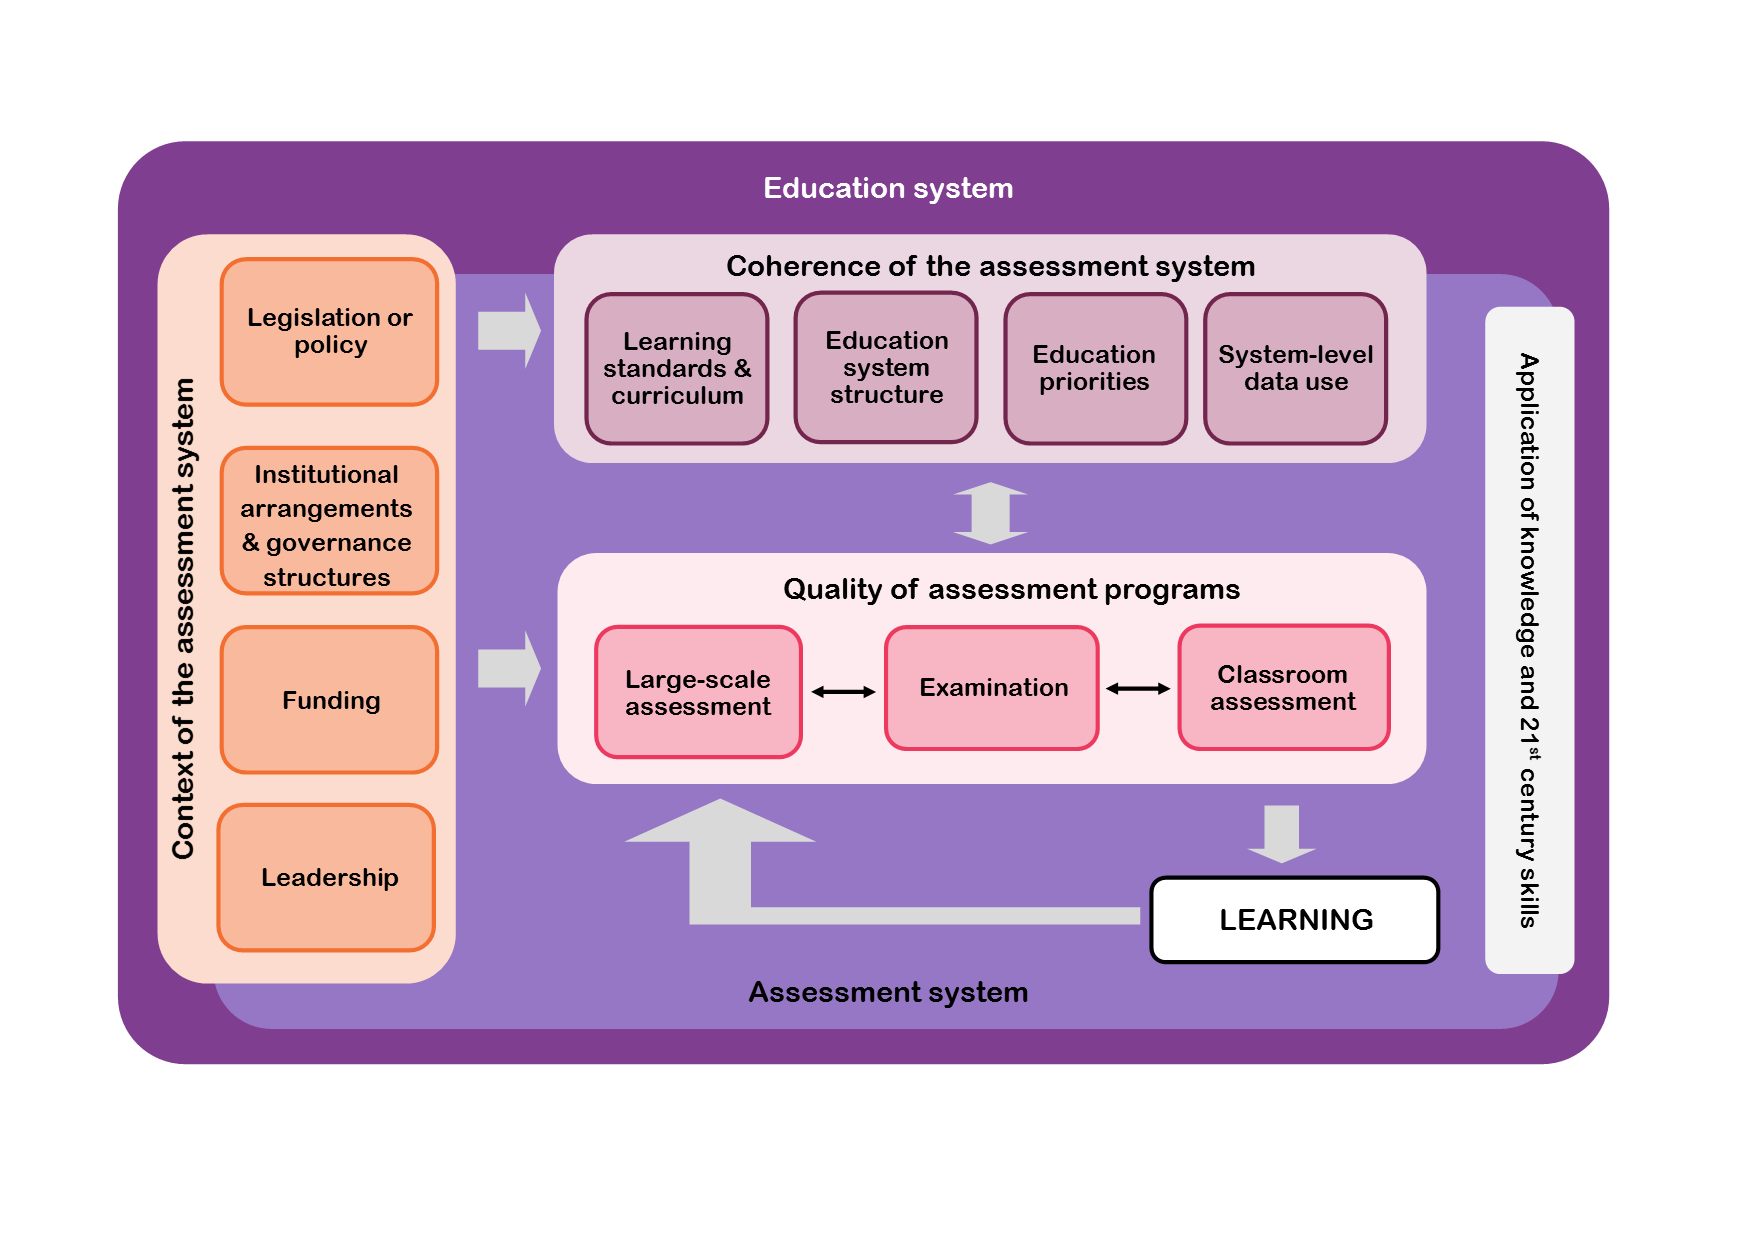 Education system
Context of the assessment system
Legislation or
policy
Institutional
arrangements
& governance
structures
Funding
Leadership
Coherence of the assessment system
Learning
standards &
curriculum
Education
system
structure
Education
priorities
System-level
data use
Quality of assessment programs
Large-scale
assessment
Examination
Classroom
assessment
LEARNING
Assessment system
Application of knowledge and 21st century skills